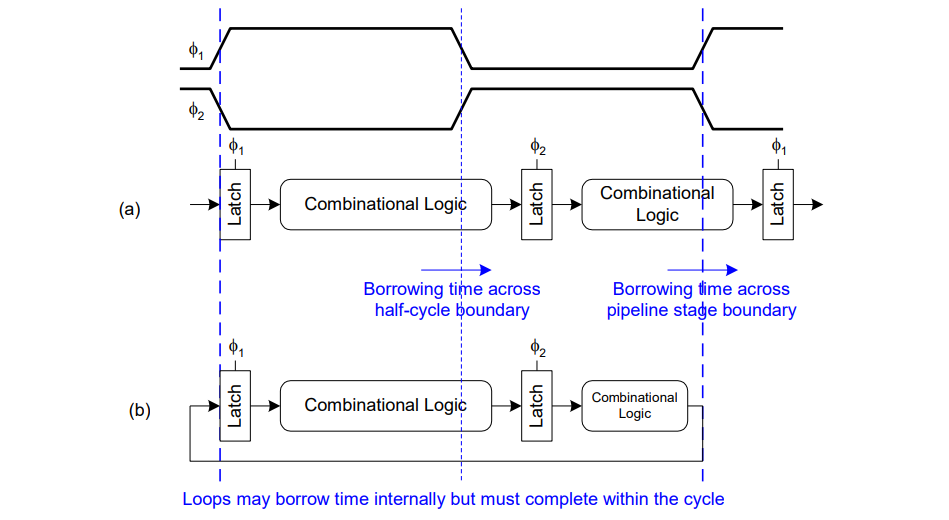 ϕ1
ϕ2
ϕ1
ϕ2
ϕ1
(a)
Latch
Combinational Logic
Latch
Combinational
Logic
Latch
Borrowing time across
half-cycle boundary
Borrowing time across
pipeline stage boundary
ϕ1
ϕ2
(b)
Latch
Combinational Logic
Latch
Combinational
Logic
Loops may borrow time internally but must complete within the cycle